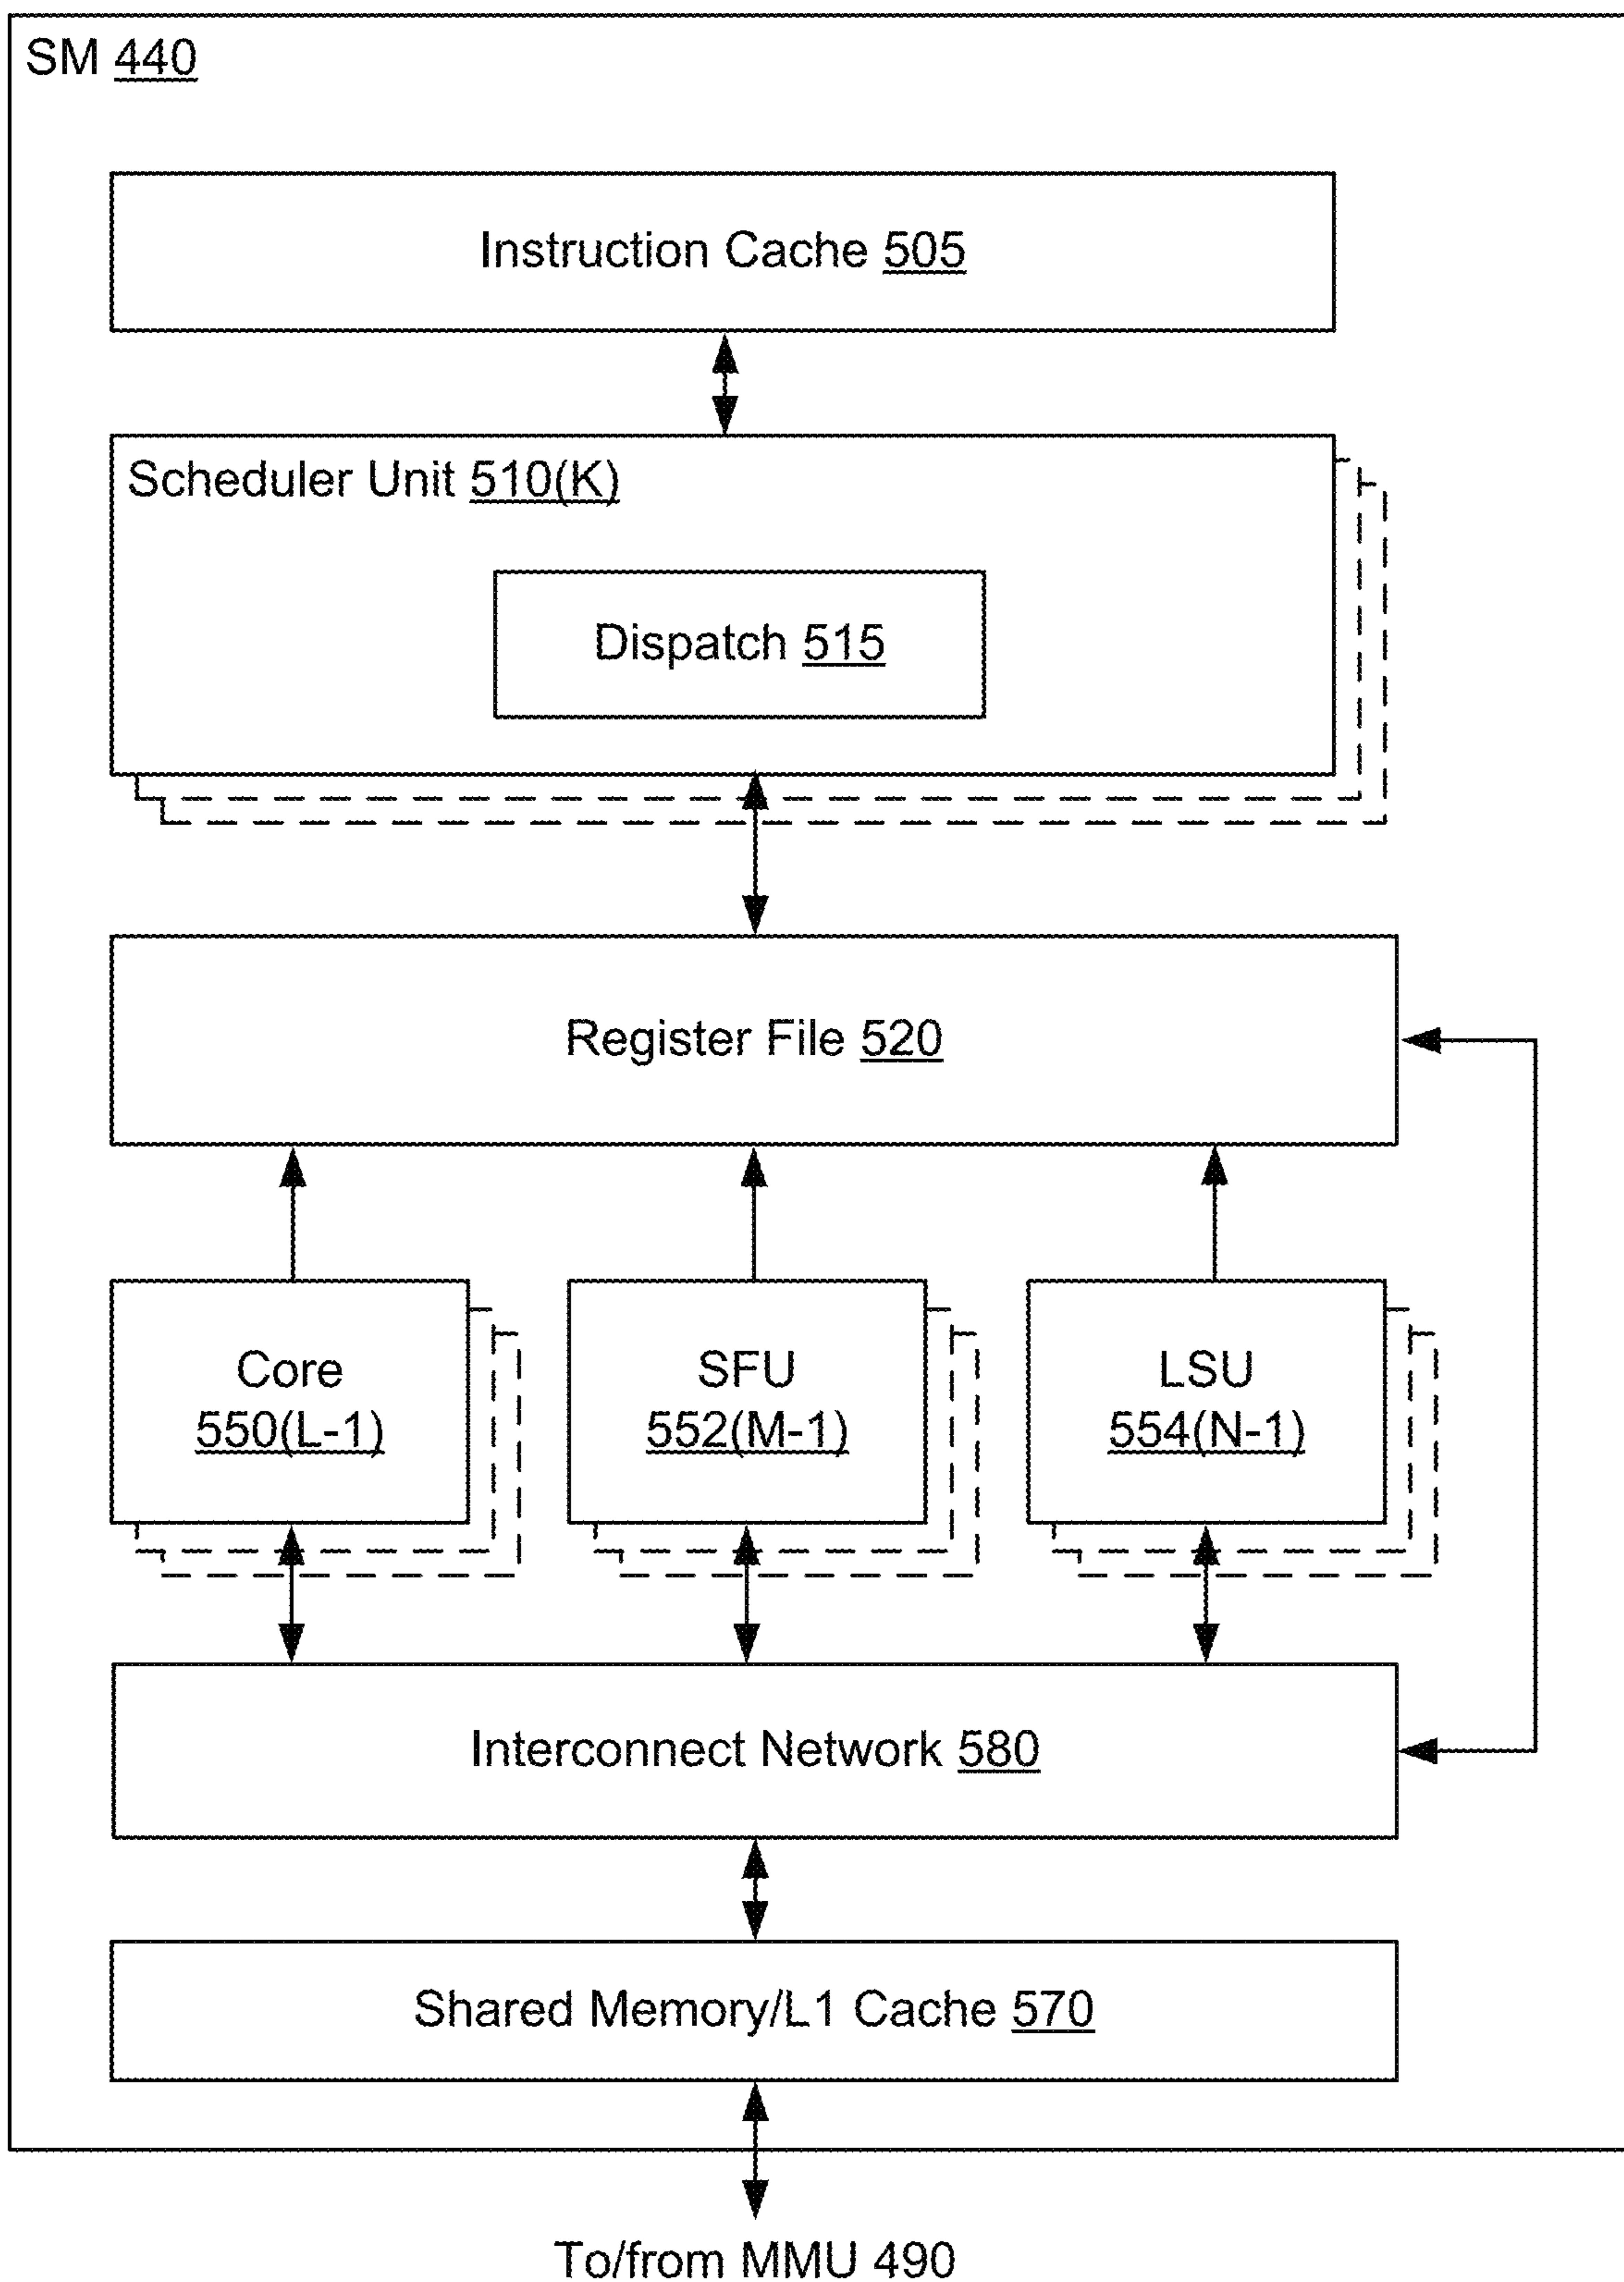 SM 440
Instruction Cache 505
Scheduler Unit 510(K)
Dispatch 515
Register File 520
Core
550(L-1)
SFU
552(M-1)
LSU
554(N-1)
Interconnect Network 580
Shared Memory/L1 Cache 570
To/from MMU 490